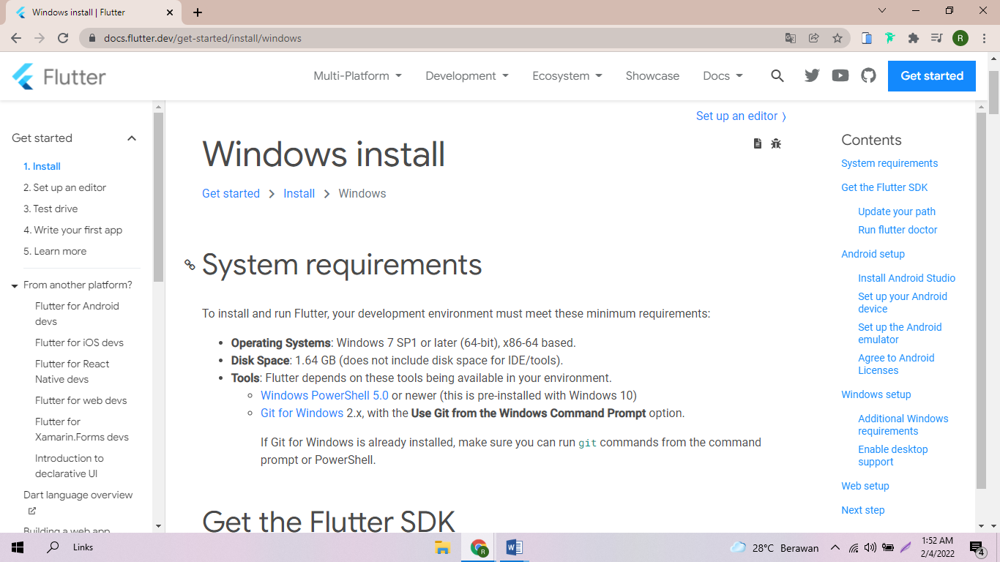 Windows install | Flutter
docs.flutter.dev/get-started/install/windows
R
Flutter
Multi-Platform
Development
Ecosystem
Showcase
Docs
Get started
Get started
1. Install
2. Set up an editor
3. Test drive
4. Write your first app
5. Learn more
From another platform?
Flutter for Android
devs
Flutter for iOS devs
Flutter for React
Native devs
Flutter for web devs
Flutter for
Xamarin.Forms devs
Introduction to
declarative UI
Dart language overview
Building a web app
Set up an editor 〉
Windows install
Get started
Install
Windows
System requirements
To install and run Flutter, your development environment must meet these minimum requirements:
• Operating Systems: Windows 7 SP1 or later (64-bit), x86-64 based.
• Disk Space: 1.64 GB (does not include disk space for IDE/tools).
• Tools: Flutter depends on these tools being available in your environment.
◦ Windows PowerShell 5.0 or newer (this is pre-installed with Windows 10)
◦ Git for Windows 2.x, with the Use Git from the Windows Command Prompt option.
If Git for Windows is already installed, make sure you can run git commands from the command
prompt or PowerShell.
Get the Flutter SDK
Contents
System requirements
Get the Flutter SDK
Update your path
Run flutter doctor
Android setup
Install Android Studio
Set up your Android
device
Set up the Android
emulator
Agree to Android
Licenses
Windows setup
Additional Windows
requirements
Enable desktop
support
Web setup
Next step
Links
R
W
28°C Berawan
1:52 AM
2/4/2022
4